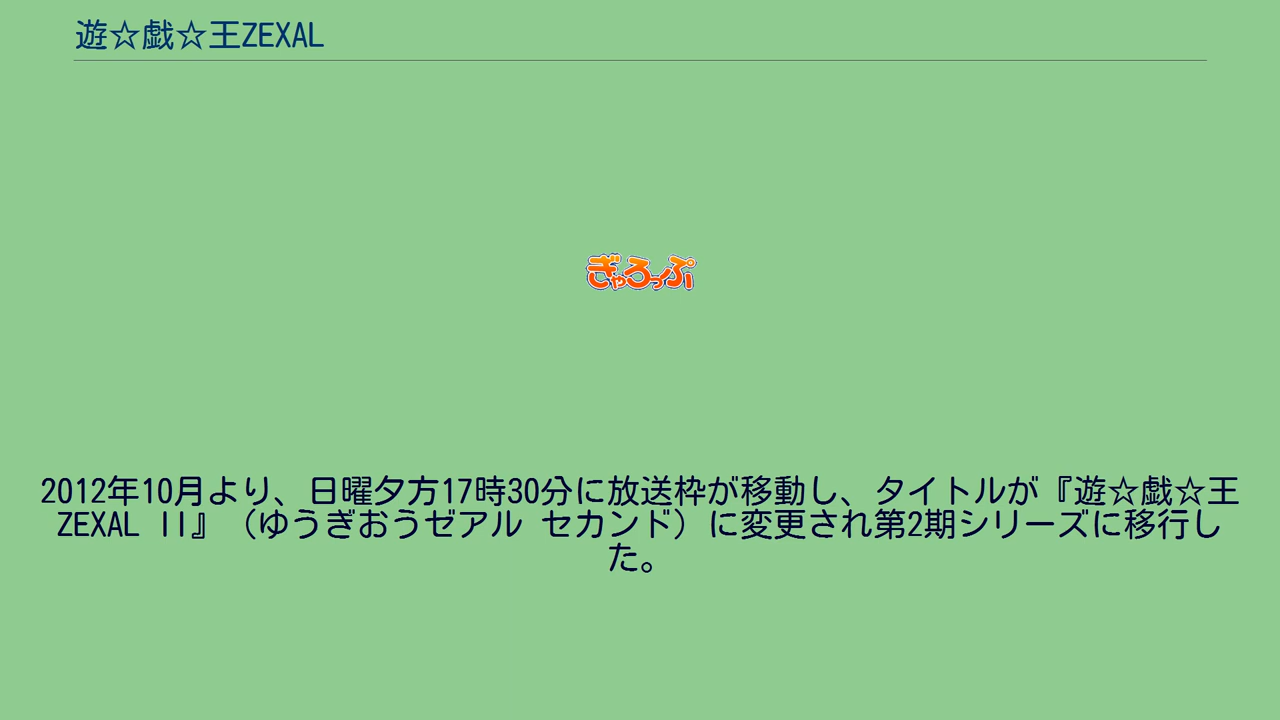 遊☆戯☆王ZEXAL
ぎゃろっぷ
2012年10月より、日曜夕方17時30分に放送枠が移動し、タイトルが『遊☆戯☆王
ZEXAL II』（ゆうぎおうゼアル セカンド）に変更され第2期シリーズに移行し
た。